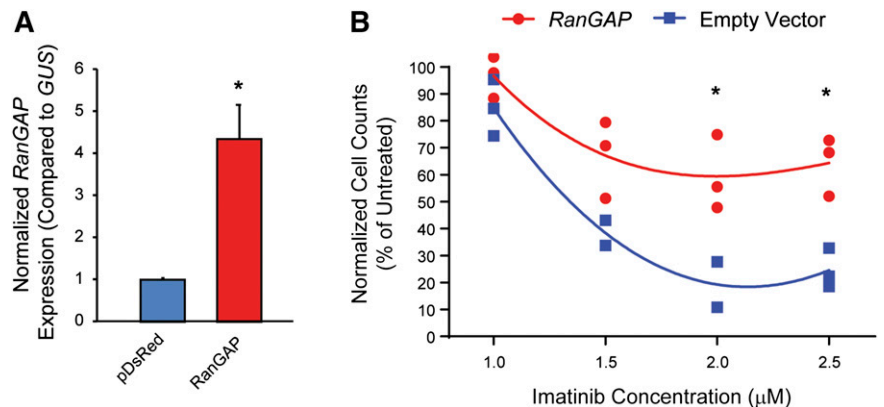 A
Normalized RanGAP
Expression (Compared to GUS)
6
5
4
3
2
1
0
*
pDsRed
RanGAP
B
RanGAP
Empty Vector
Normalized Cell Counts
(% of Untreated)
100
90
80
70
60
50
40
30
20
10
0
* *
1.0 1.5 2.0 2.5
Imatinib Concentration (μM)